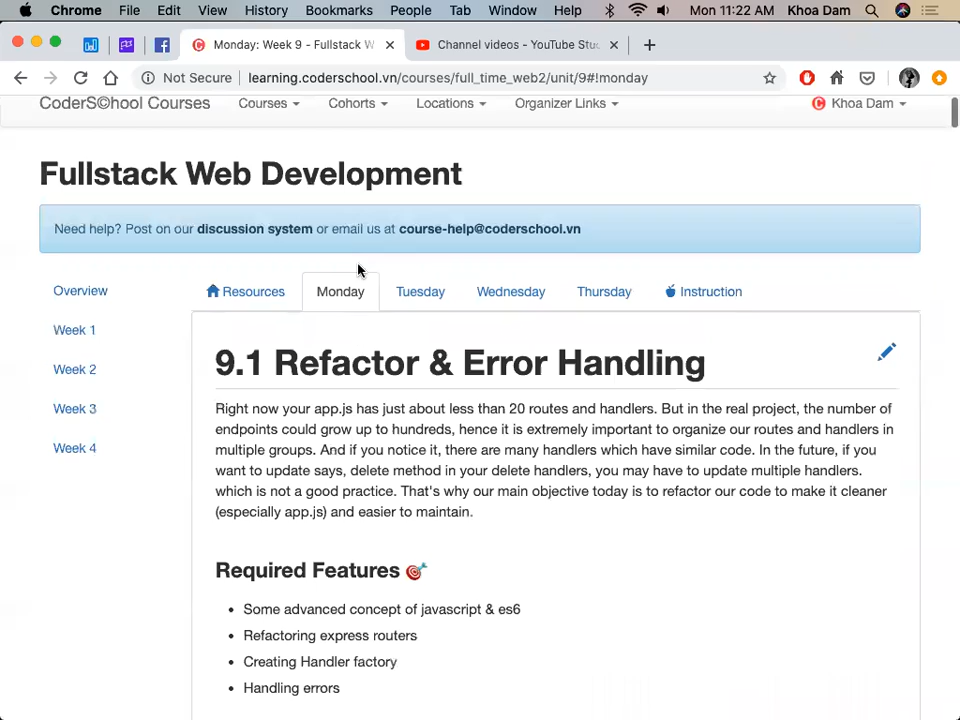 Chrome File Edit View History Bookmarks People Tab Window Help Mon 11:22 AM Khoa Dam
Monday: Week 9 - Fullstack W Channel videos - YouTube Stu
Not Secure learning.coderschool.vn/courses/full_time_web2/unit/9#!monday
CoderS©hool Courses Courses Cohorts Locations Organizer Links Khoa Dam
Fullstack Web Development
Need help? Post on our discussion system or email us at course-help@coderschool.vn
Overview
Week 1
Week 2
Week 3
Week 4
Resources Monday Tuesday Wednesday Thursday Instruction
9.1 Refactor & Error Handling
Right now your app.js has just about less than 20 routes and handlers. But in the real project, the number of
endpoints could grow up to hundreds, hence it is extremely important to organize our routes and handlers in
multiple groups. And if you notice it, there are many handlers which have similar code. In the future, if you
want to update says, delete method in your delete handlers, you may have to update multiple handlers.
which is not a good practice. That's why our main objective today is to refactor our code to make it cleaner
(especially app.js) and easier to maintain.
Required Features
• Some advanced concept of javascript & es6
• Refactoring express routers
• Creating Handler factory
• Handling errors